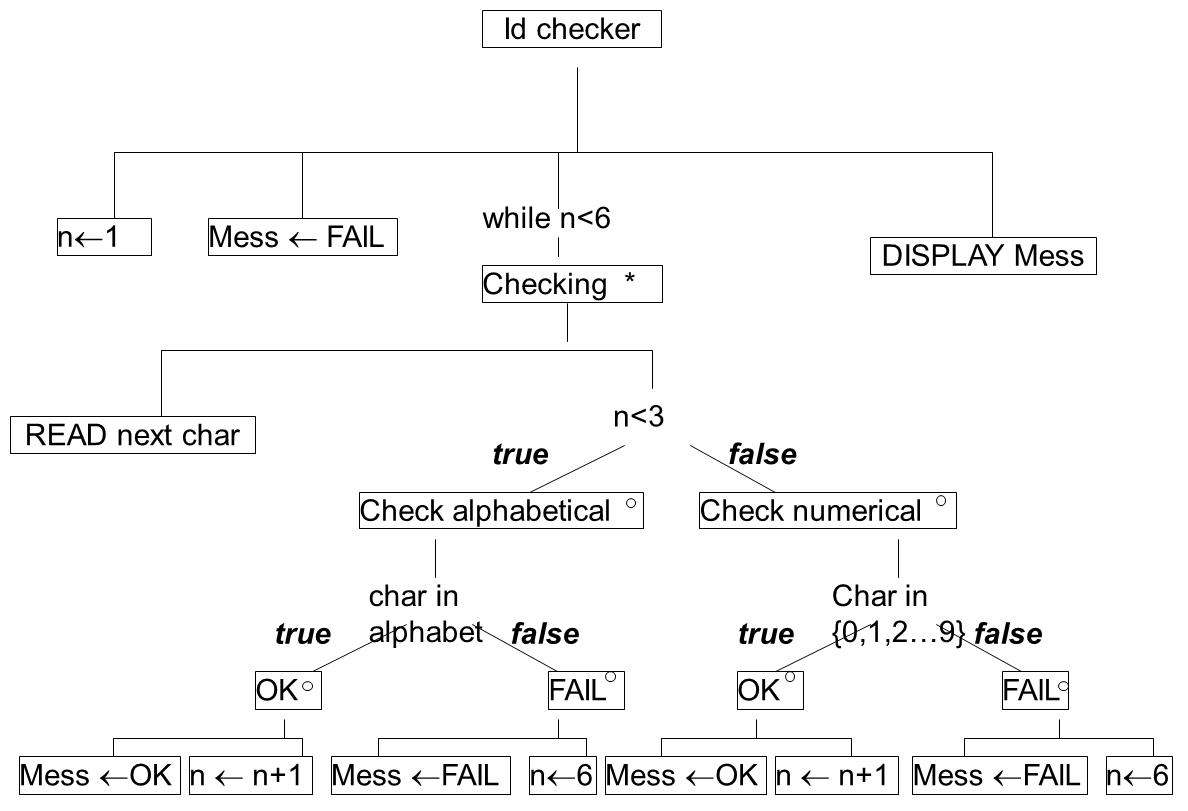 Id checker
n←1
Mess ← FAIL
while n<6
DISPLAY Mess
Checking *
READ next char
n<3
true
false
Check alphabetical
Check numerical
char in
alphabet
true
false
Char in
{0,1,2…9}
true
false
OK
FAIL
OK
FAIL
Mess ←OK
n ← n+1
Mess ←FAIL
n←6
Mess ←OK
n ← n+1
Mess ←FAIL
n←6